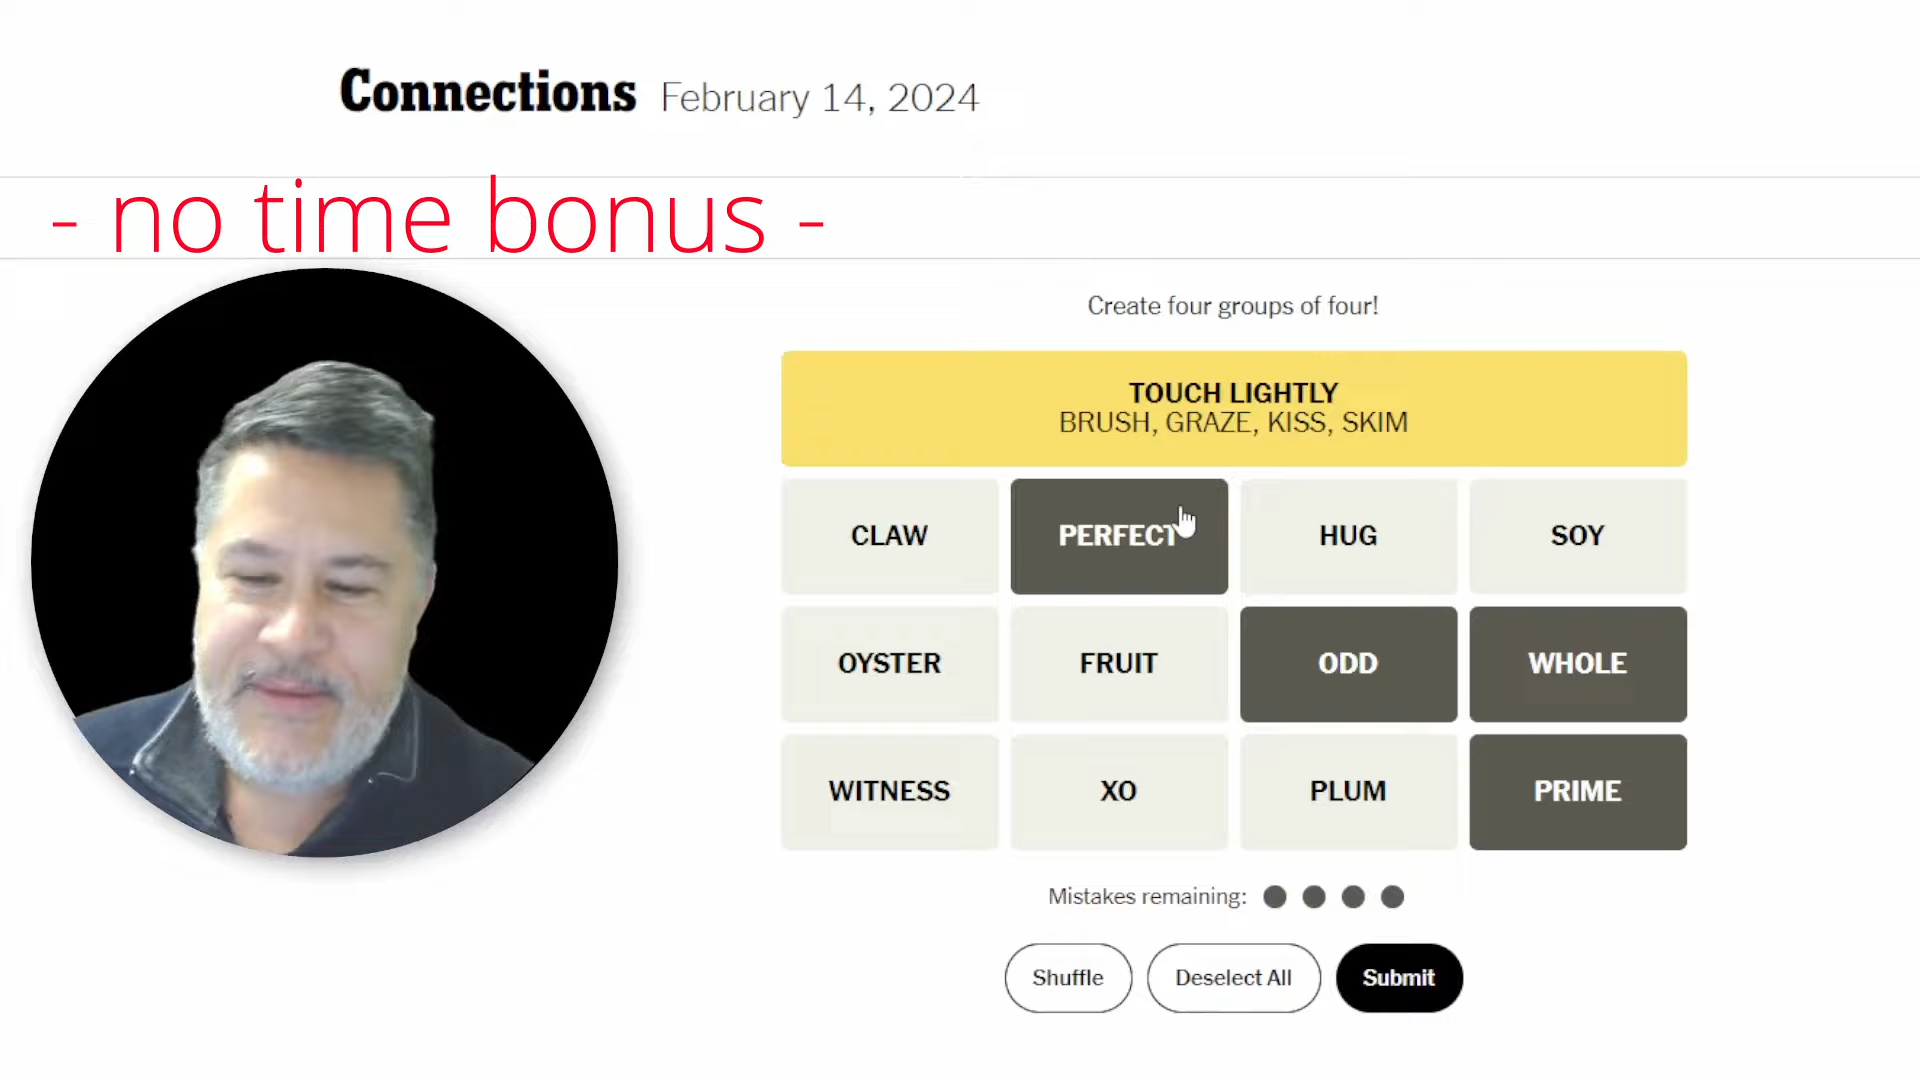 Connections February 14, 2024
- no time bonus -
Create four groups of four!
TOUCH LIGHTLY
BRUSH, GRAZE, KISS, SKIM
CLAW PERFECT HUG SOY
OYSTER FRUIT ODD WHOLE
WITNESS XO PLUM PRIME
Mistakes remaining:
Shuffle Deselect All Submit